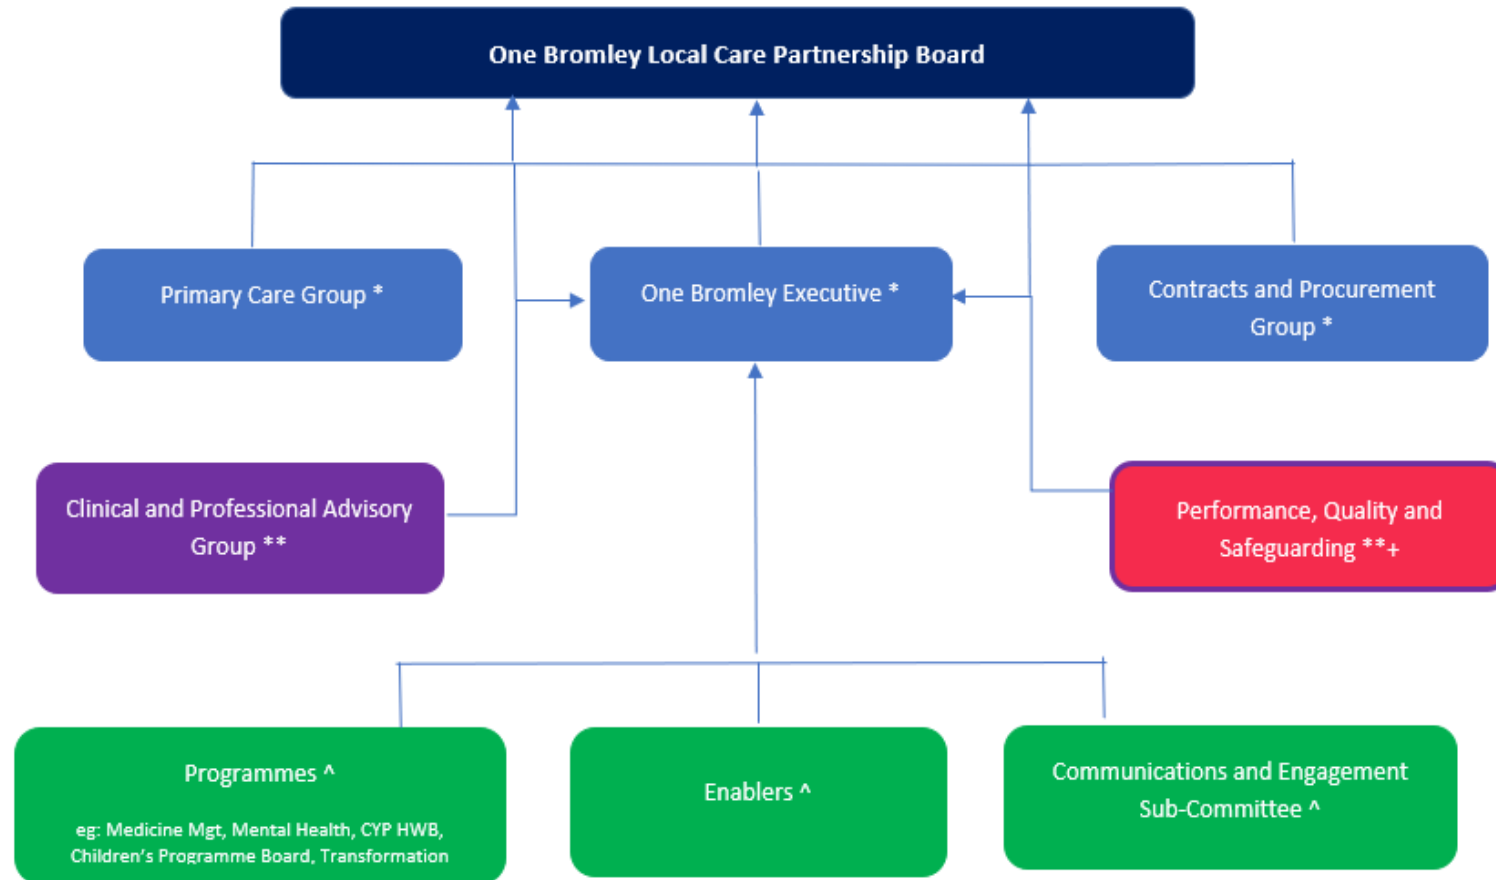 One Bromley Local Care Partnership Board
Primary Care Group *
One Bromley Executive *
Contracts and Procurement
Group *
Clinical and Professional Advisory
Group **
Performance, Quality and
Safeguarding **+
Programmes ^
eg: Medicine Mgt, Mental Health, CYP HWB,
Children's Programme Board, Transformation
Enablers ^
Communications and Engagement
Sub-Committee ^